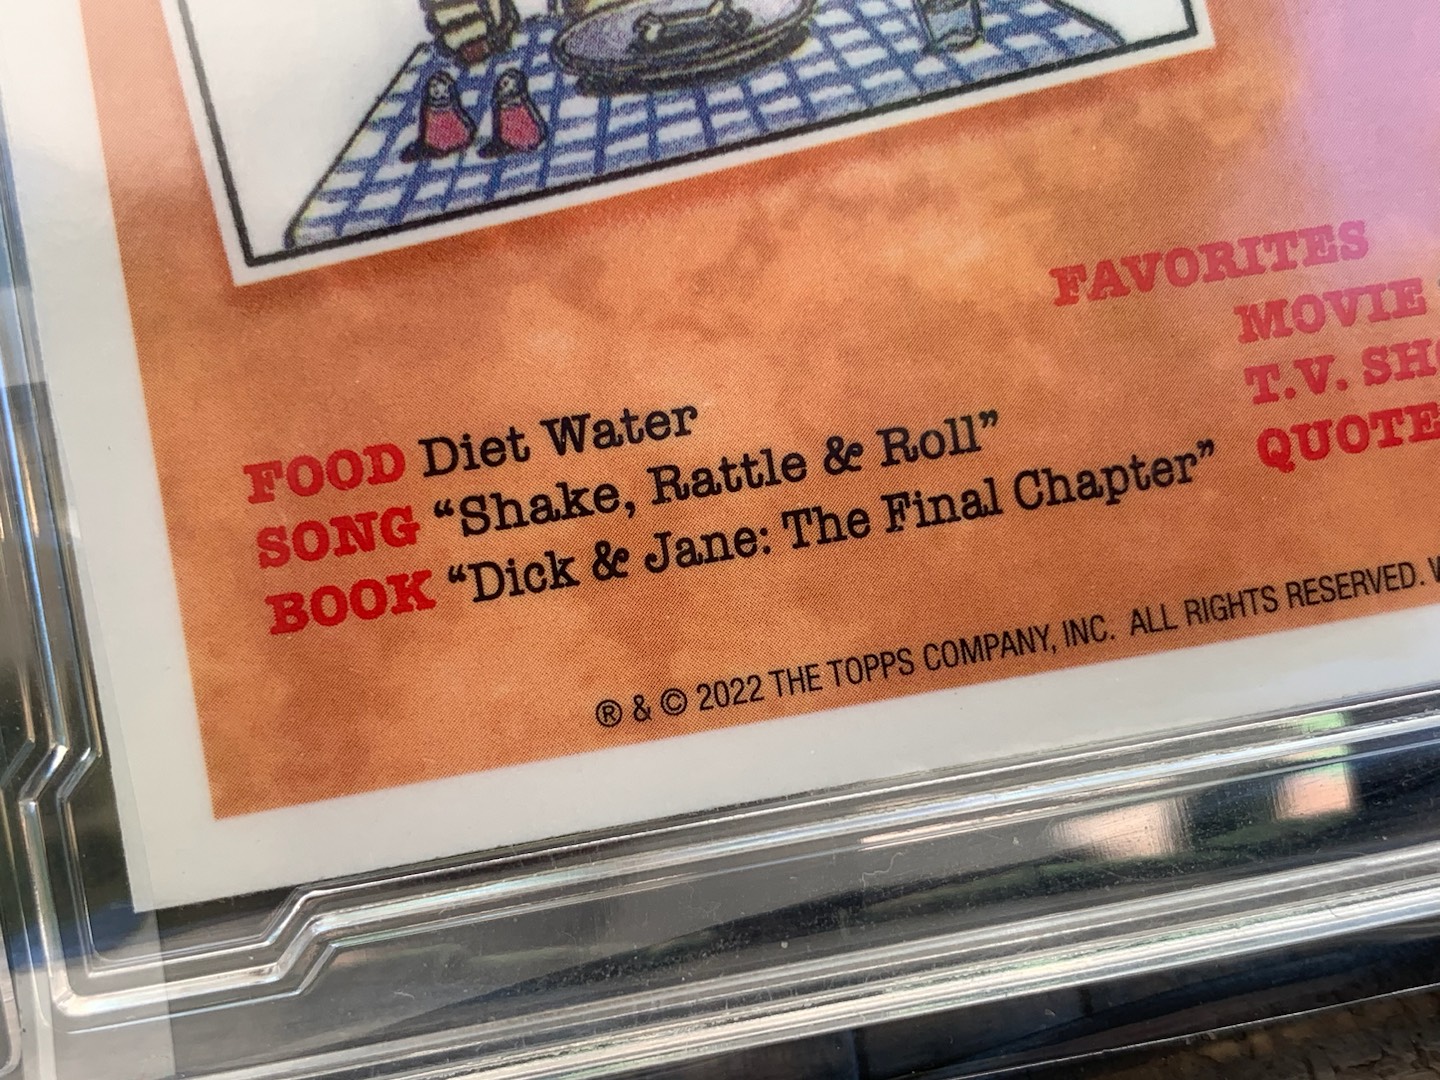 FAVORITES
MOVIE
T.V.
QUOTE
FOOD Diet Water
SONG “Shake, Rattle & Roll”
BOOK “Dick & Jane: The Final Chapter”
® & © 2022 THE TOPPS COMPANY, INC. ALL RIGHTS RESERVED.